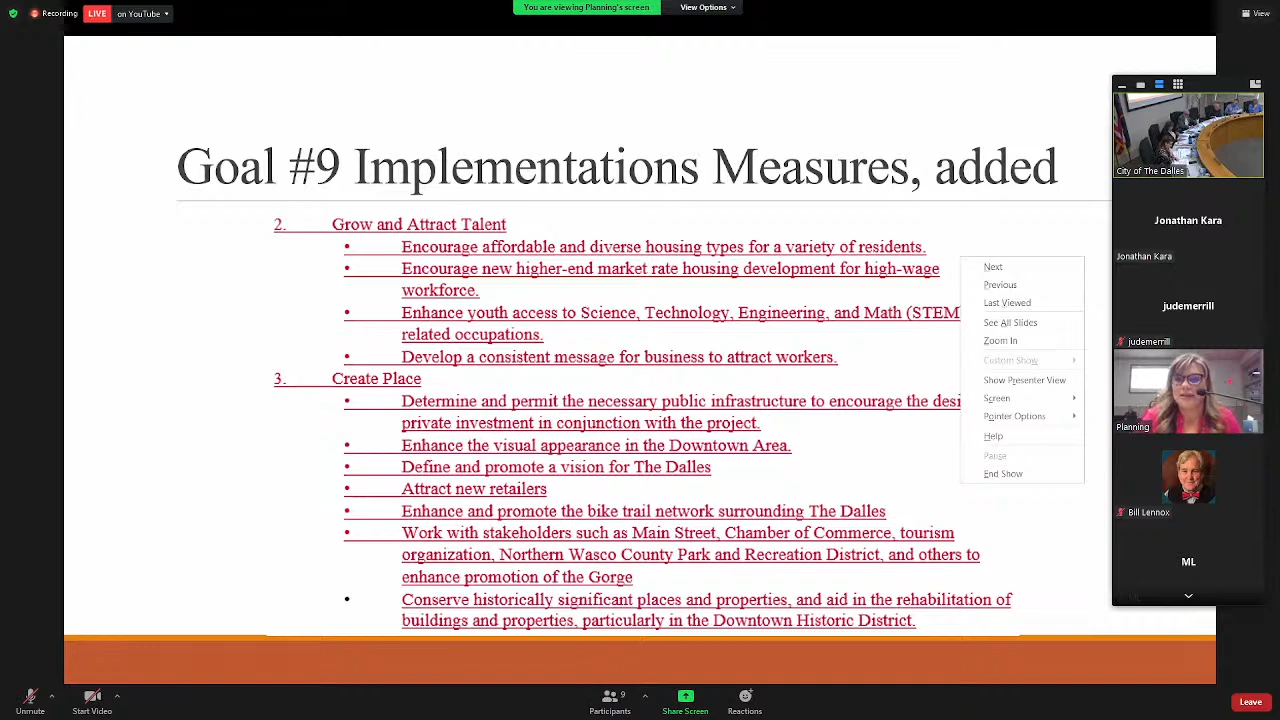 Recording
LIVE on YouTube
You are viewing Planning's screen
View Options
View
Goal #9 Implementations Measures, added
2. Grow and Attract Talent
• Encourage affordable and diverse housing types for a variety of residents.
• Encourage new higher-end market rate housing development for high-wage
workforce.
• Enhance youth access to Science, Technology, Engineering, and Math (STEM)
related occupations.
• Develop a consistent message for business to attract workers.
3. Create Place
• Determine and permit the necessary public infrastructure to encourage the
private investment in conjunction with the project.
• Enhance the visual appearance in the Downtown Area.
• Define and promote a vision for The Dalles
• Attract new retailers
• Enhance and promote the bike trail network surrounding The Dalles
• Work with stakeholders such as Main Street, Chamber of Commerce, tourism
organization, Northern Wasco County Park and Recreation District, and others to
enhance promotion of the Gorge
• Conserve historically significant places and properties, and aid in the rehabilitation of
buildings and properties, particularly in the Downtown Historic District.
Next
Previous
Last Viewed
See All Slides
Zoom In
Custom Show
Show Presenter View
Screen
Pointer Options
Help
Pause
End Show
City of The Dalles
Jonathan Kara
Jonathan Kara
judemerrill
judemerrill
Planning
Bill Lennox
ML
Unmute
Start Video
Participants
9
Share Screen
Reactions
Leave